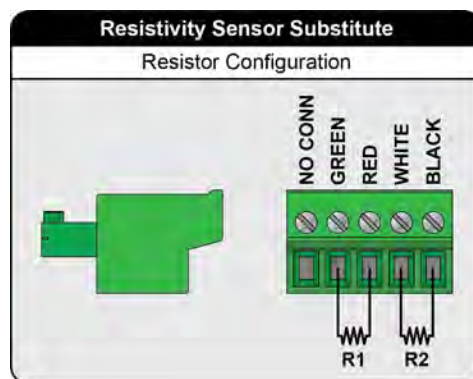 Resistivity Sensor Substitute
Resistor Configuration
NO CONN
GREEN
RED
WHITE
BLACK
R1
R2